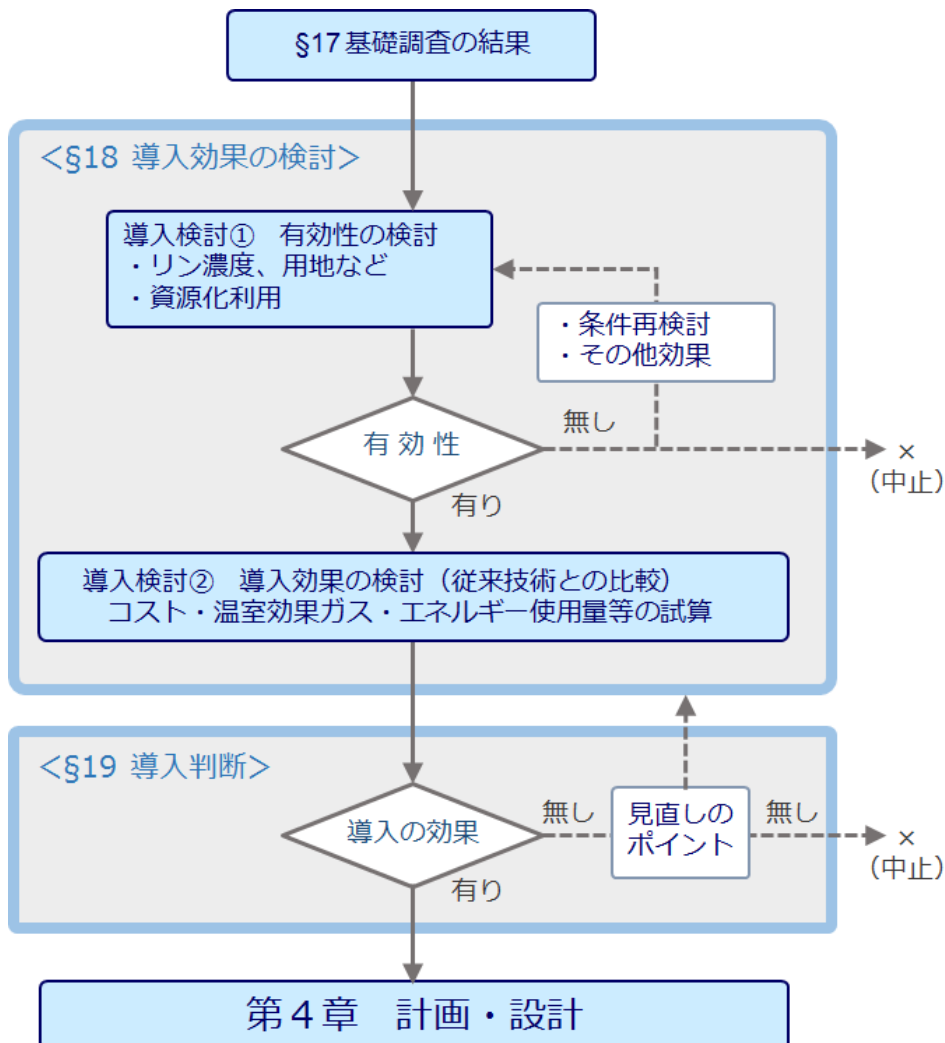 §17基礎調査の結果
＜§18 導入効果の検討＞
導入検討①　有効性の検討
・リン濃度、用地など
・資源化利用
・条件再検討
・その他効果
有 効 性
無し
×
（中止）
有り
導入検討②　導入効果の検討（従来技術との比較）
コスト・温室効果ガス・エネルギー使用量等の試算
＜§19 導入判断＞
導入の効果
無し
見直しの
ポイント
無し
×
（中止）
有り
第４章　計画・設計